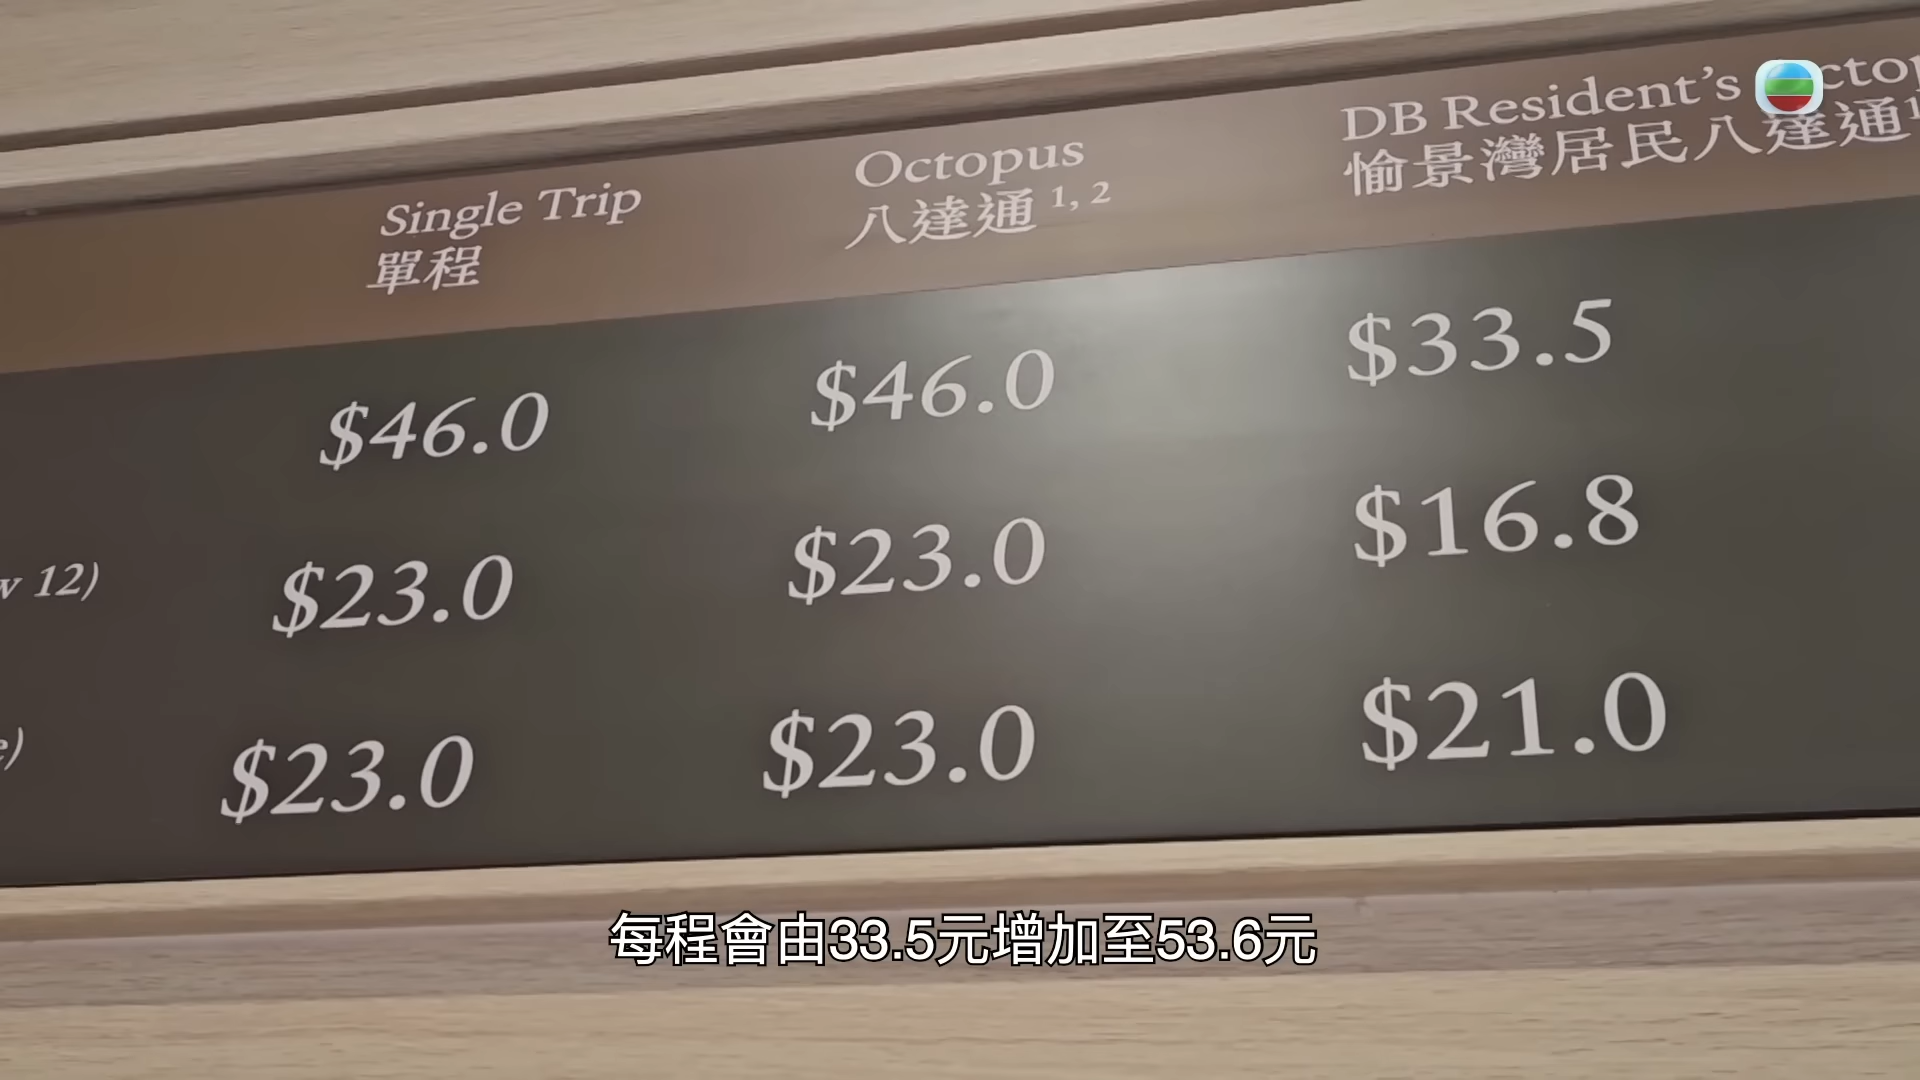 Single Trip
單程
Octopus
八達通 1, 2
DB Resident's
愉景灣居民八達通
$46.0 $46.0 $33.5
12) $23.0 $23.0 $16.8
$23.0 $23.0 $21.0
每程會由33.5元增加至53.6元